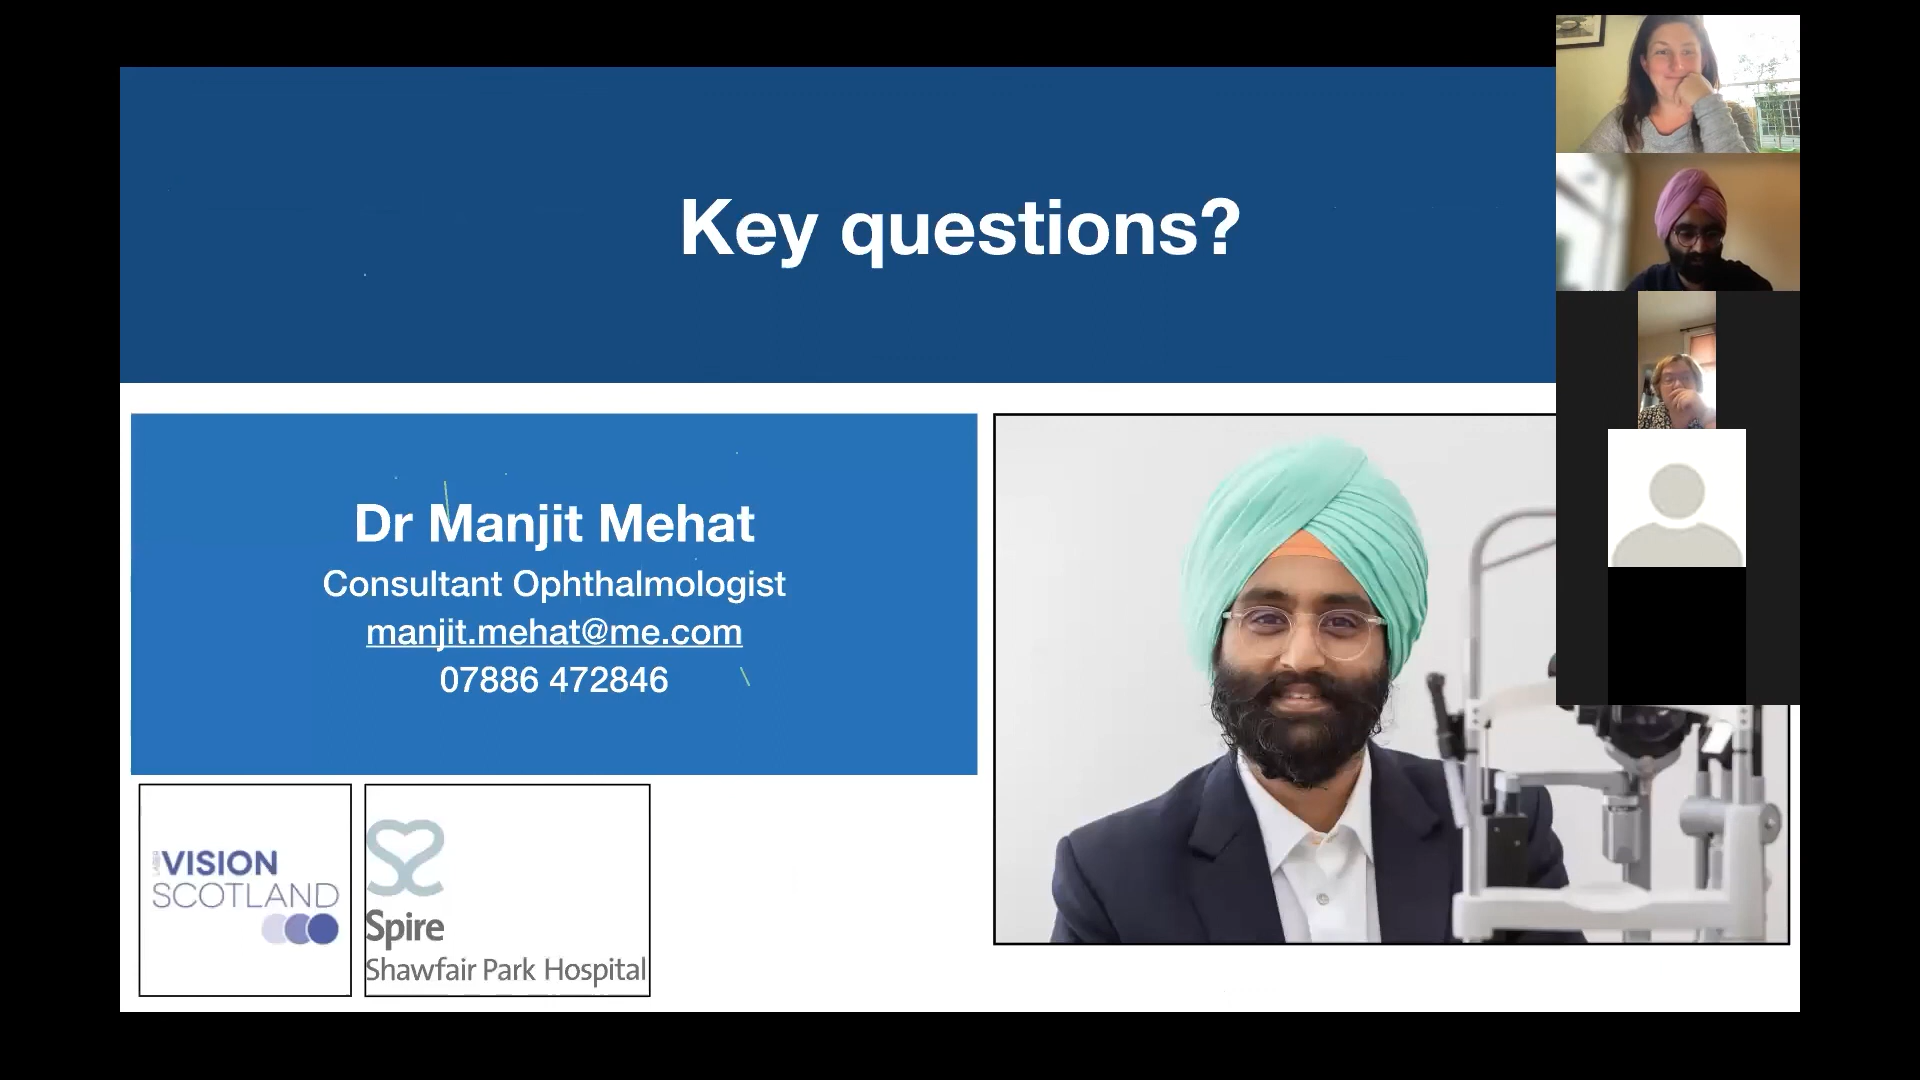 Key questions?
Dr Manjit Mehat
Consultant Ophthalmologist
manjit.mehat@me.com
07886 472846
LASER
VISION
SCOTLAND
Spire
Shawfair Park Hospital